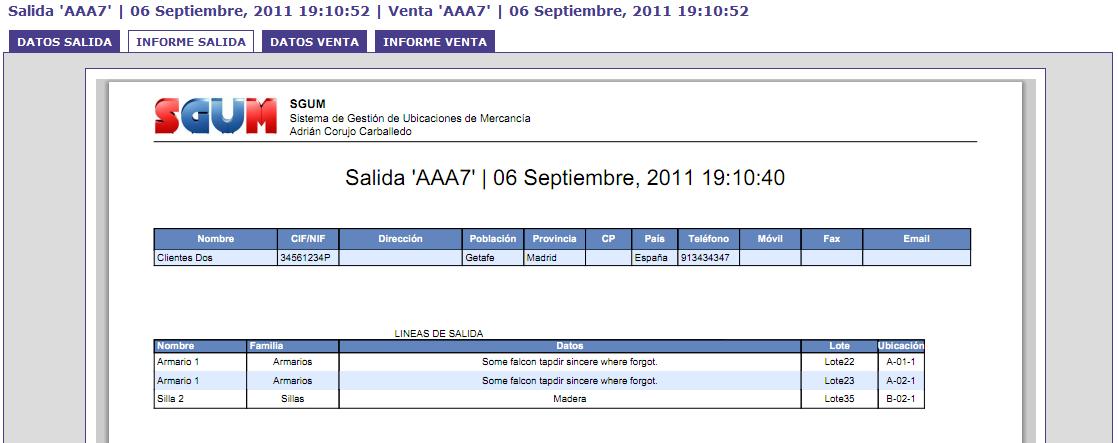 Salida 'AAA7' | 06 Septiembre, 2011 19:10:52 | Venta 'AAA7' | 06 Septiembre, 2011 19:10:52
DATOS SALIDA INFORME SALIDA DATOS VENTA INFORME VENTA
SGUM
SGUM
Sistema de Gestión de Ubicaciones de Mercancía
Adrián Corujo Carballedo
Salida 'AAA7' | 06 Septiembre, 2011 19:10:40
Nombre CIF/NIF Dirección Población Provincia CP País Teléfono Móvil Fax Email
Clientes Dos 34561234P Getafe Madrid España 913434347
LINEAS DE SALIDA
Nombre Familia Datos Lote Ubicación
Armario 1 Armarios Some falcon tapdir sincere where forgot. Lote22 A-01-1
Armario 1 Armarios Some falcon tapdir sincere where forgot. Lote23 A-02-1
Silla 2 Sillas Madera Lote35 B-02-1